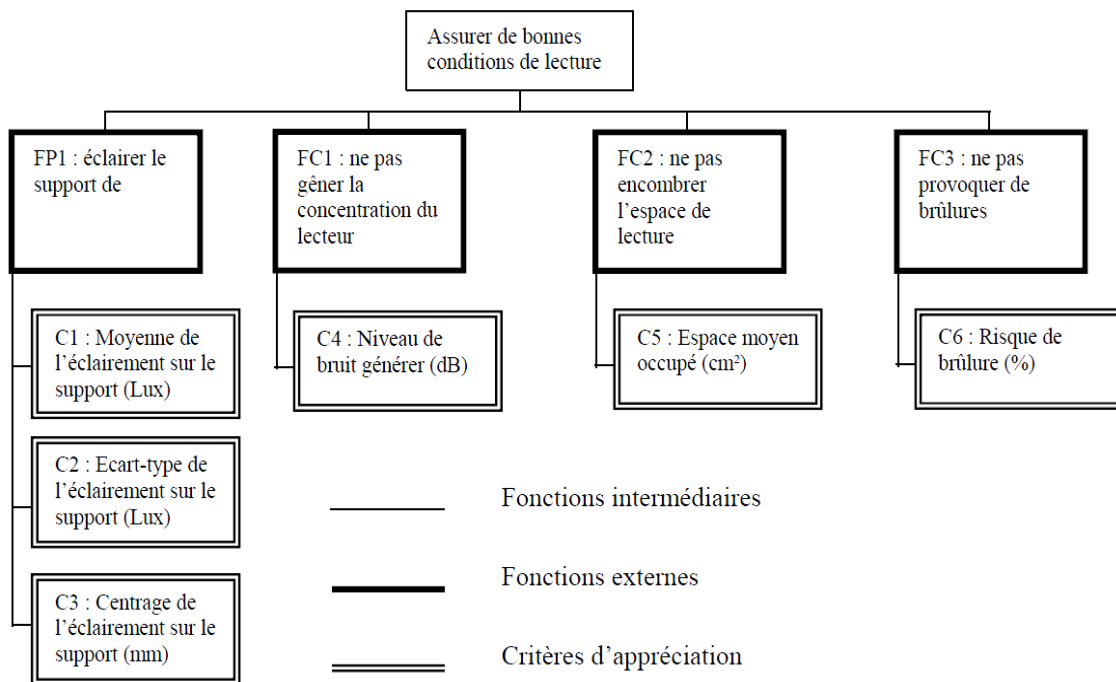 Assurer de bonnes
conditions de lecture
FP1 : éclairer le
support de
FC1 : ne pas
gêner la
concentration du
lecteur
FC2 : ne pas
encombrer
l’espace de
lecture
FC3 : ne pas
provoquer de
brûlures
C1 : Moyenne de
l’éclairement sur le
support (Lux)
C4 : Niveau de
bruit générer (dB)
C5 : Espace moyen
occupé (cm²)
C6 : Risque de
brûlure (%)
C2 : Ecart-type de
l’éclairement sur le
support (Lux)
C3 : Centrage de
l’éclairement sur le
support (mm)
Fonctions intermédiaires
Fonctions externes
Critères d’appréciation